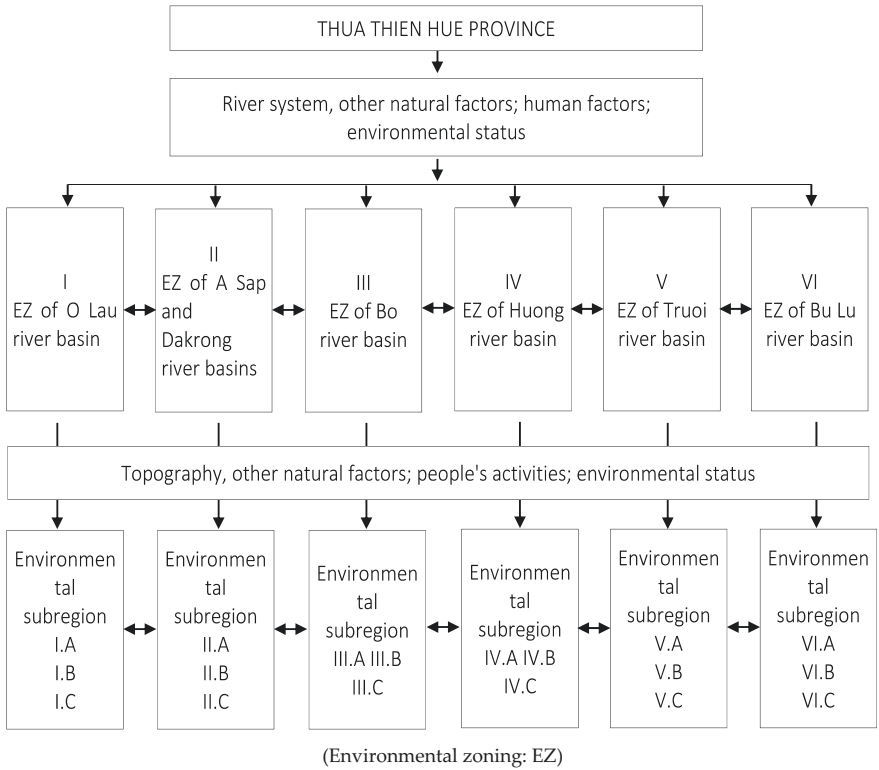 THUA THIEN HUE PROVINCE
River system, other natural factors; human factors;
environmental status
I
EZ of O Lau
river basin
II
EZ of A Sap
and
Dakrong
river basins
III
EZ of Bo
river basin
IV
EZ of Huong
river basin
V
EZ of Truoi
river basin
VI
EZ of Bu Lu
river basin
Topography, other natural factors; people's activities; environmental status
Environmen
tal
subregion
I.A
I.B
I.C
Environmen
tal
subregion
II.A
II.B
II.C
Environmen
tal
subregion
III.A III.B
III.C
Environmen
tal
subregion
IV.A IV.B
IV.C
Environmen
tal
subregion
V.A
V.B
V.C
Environmen
tal
subregion
VI.A
VI.B
VI.C
(Environmental zoning: EZ)